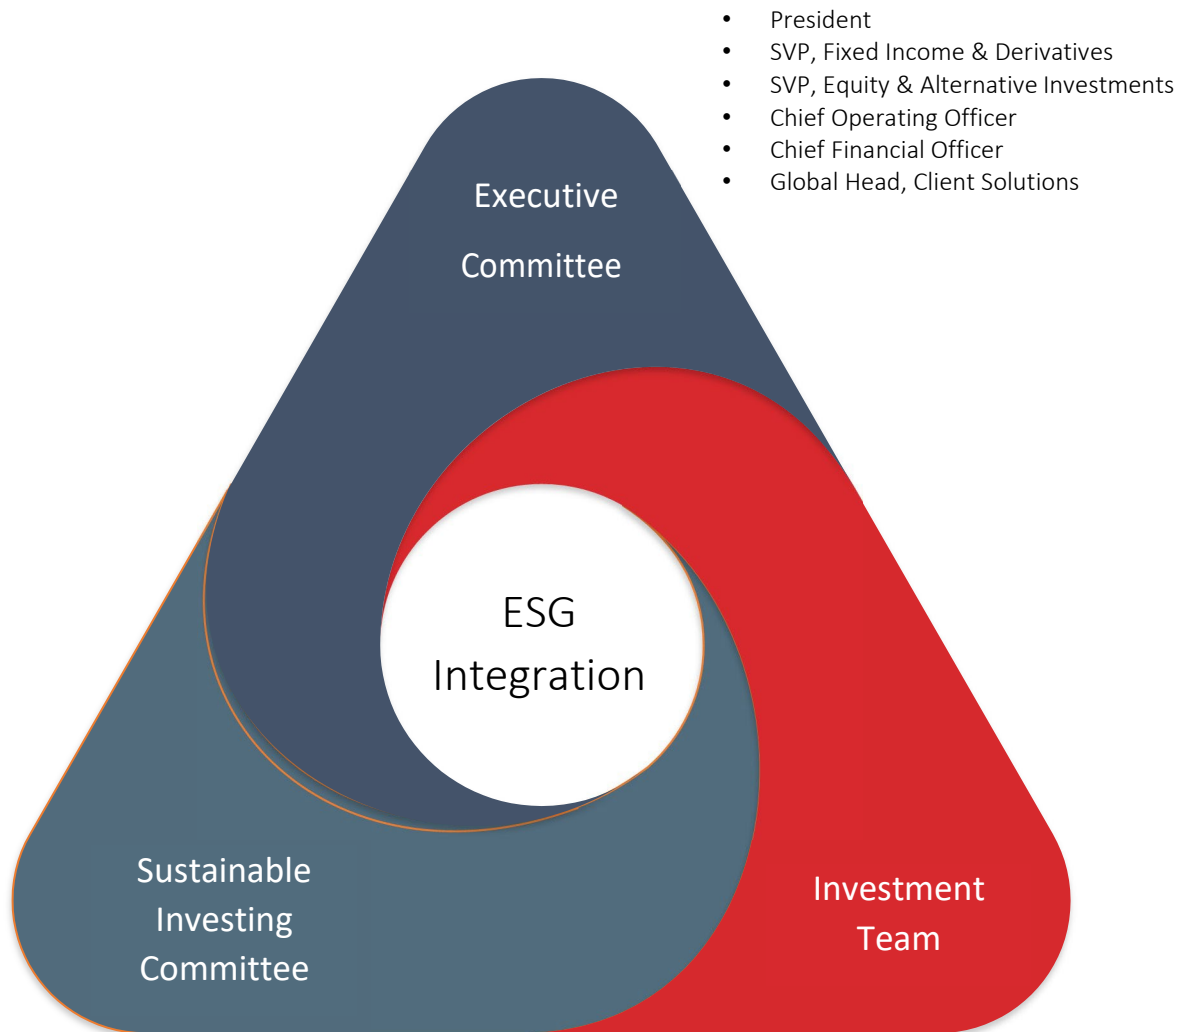 • President
• SVP, Fixed Income & Derivatives
• SVP, Equity & Alternative Investments
• Chief Operating Officer
• Chief Financial Officer
• Global Head, Client Solutions
Executive
Committee
ESG
Integration
Sustainable
Investing
Committee
Investment
Team